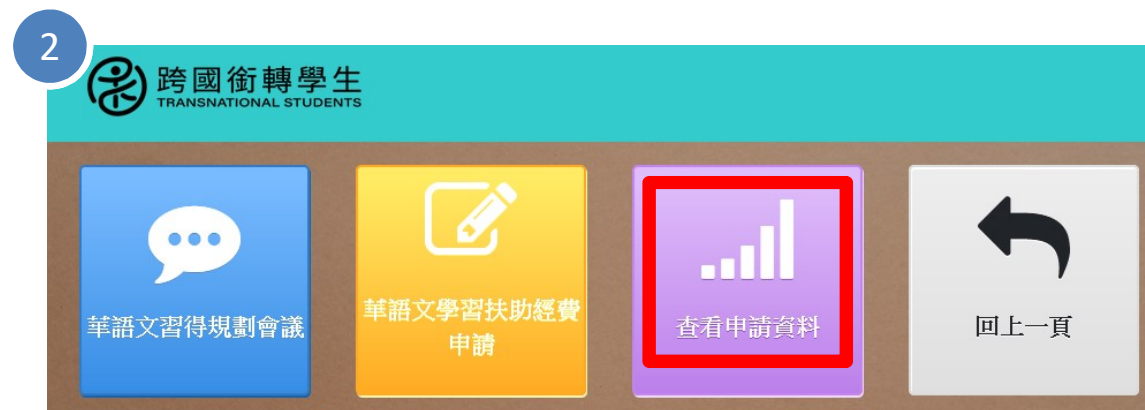 2
跨國銜轉學生
TRANSNATIONAL STUDENTS
華語文習得規劃會議
華語文學習扶助經費
申請
查看申請資料
回上一頁